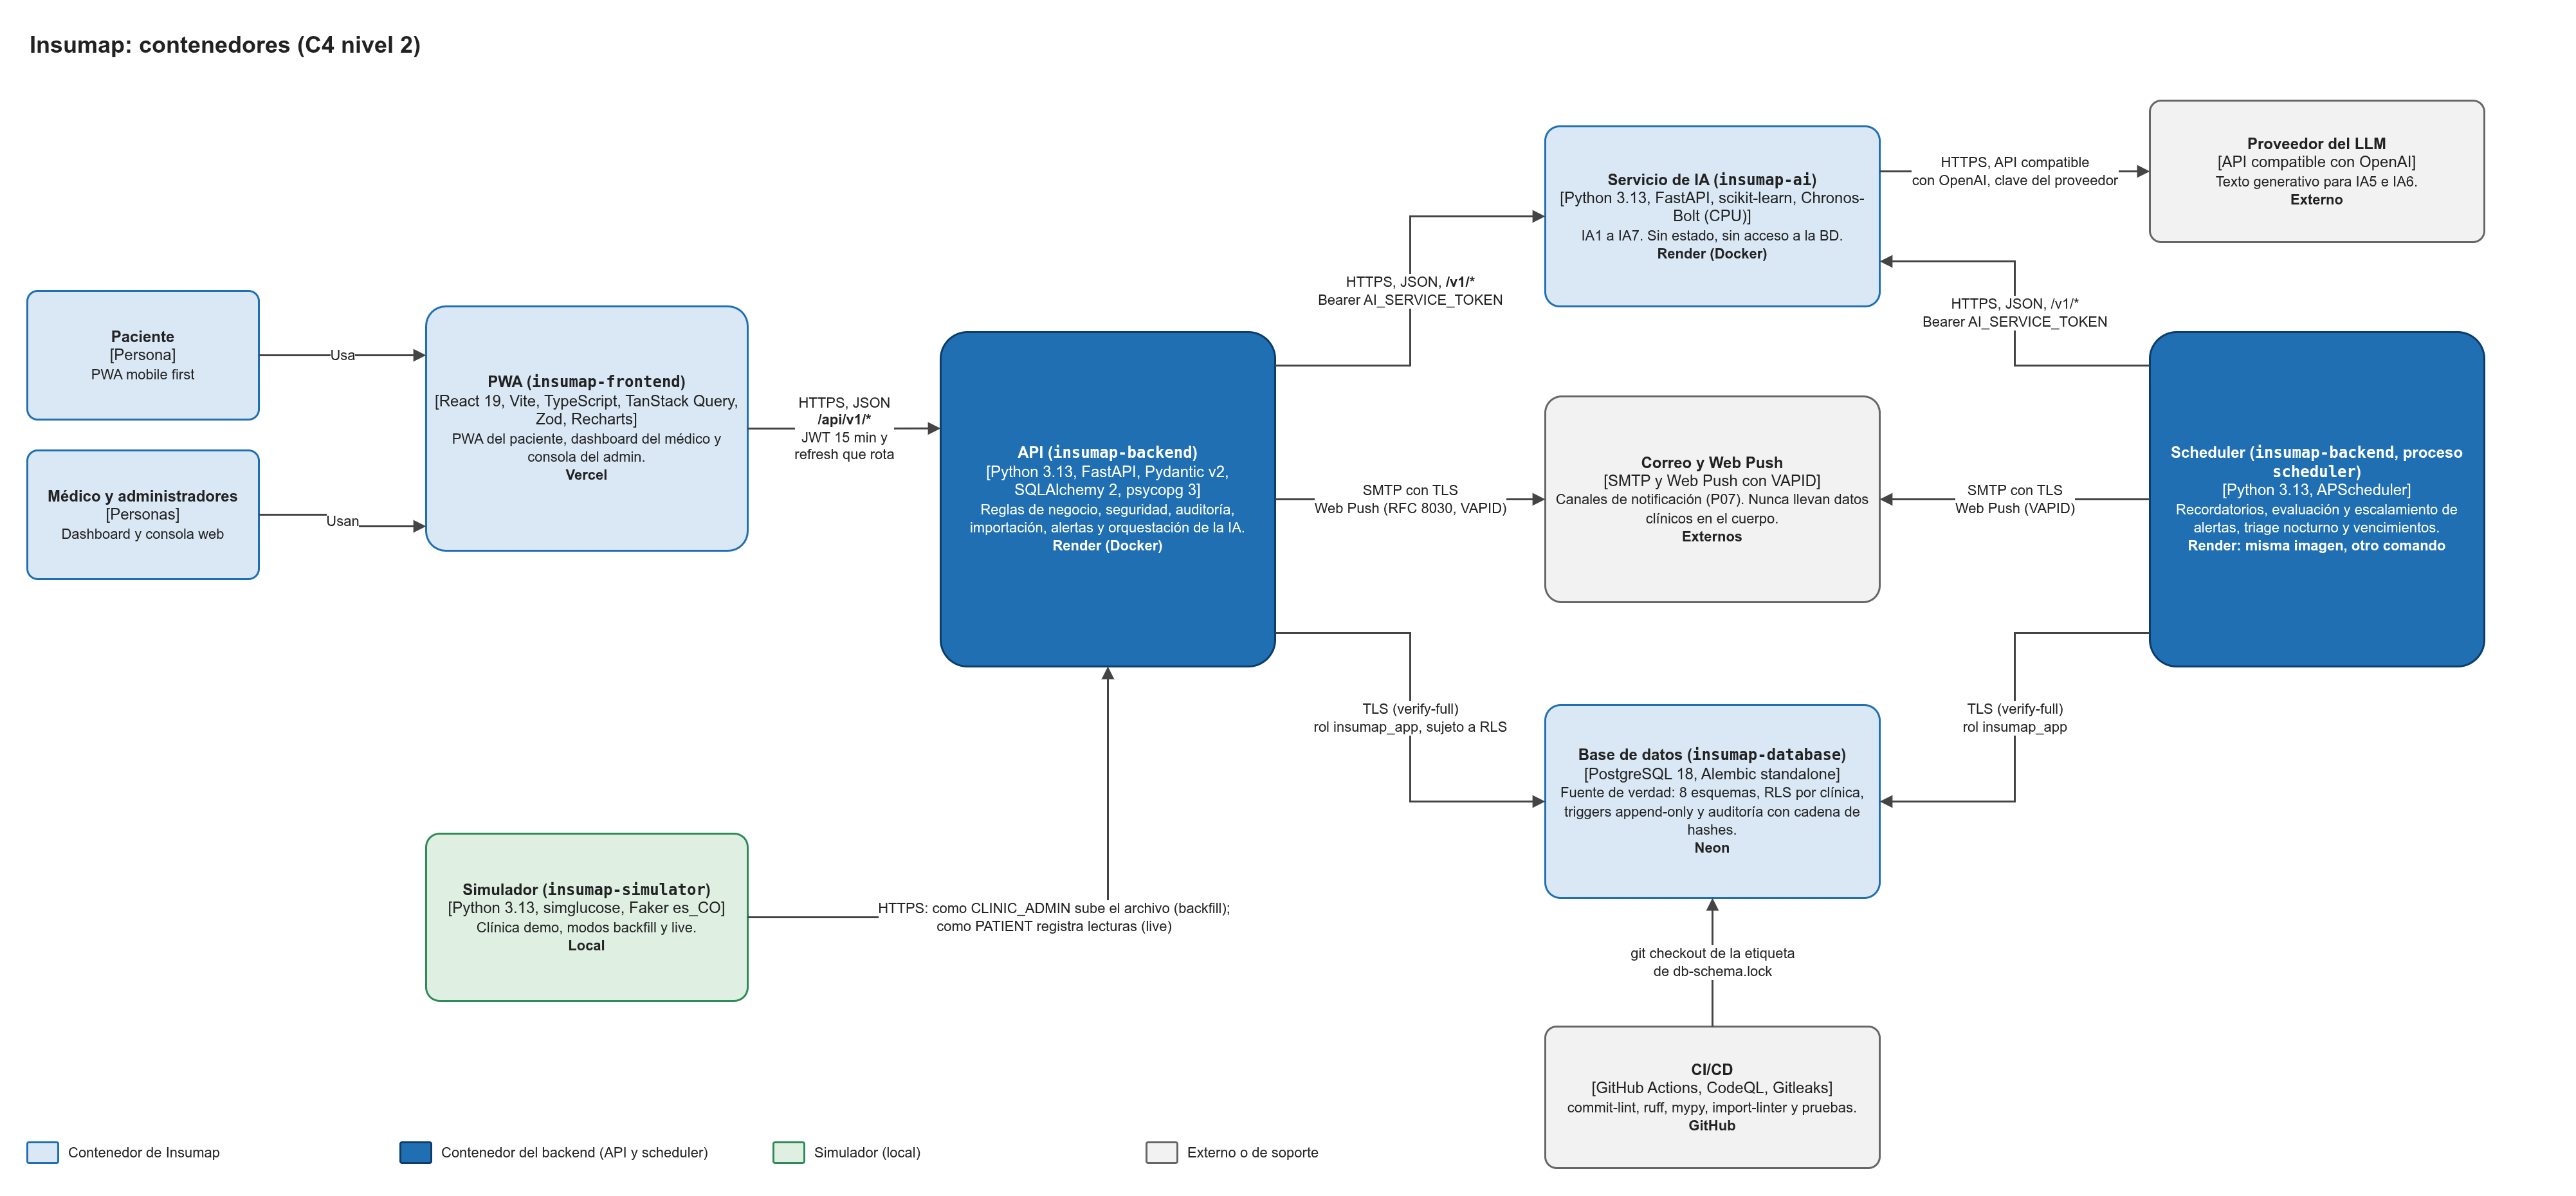 Insumap: contenedores (C4 nivel 2)
Paciente
[Persona]
PWA mobile first
Usa
Médico y administradores
[Personas]
Dashboard y consola web
Usan
PWA (insumap-frontend)
[React 19, Vite, TypeScript, TanStack Query,
Zod, Recharts]
PWA del paciente, dashboard del médico y
consola del admin.
Vercel
HTTPS, JSON
/api/v1/*
JWT 15 min y
refresh que rota
API (insumap-backend)
[Python 3.13, FastAPI, Pydantic v2,
SQLAlchemy 2, psycopg 3]
Reglas de negocio, seguridad, auditoría,
importación, alertas y orquestación de la IA.
Render (Docker)
HTTPS, JSON, /v1/*
Bearer AI_SERVICE_TOKEN
Servicio de IA (insumap-ai)
[Python 3.13, FastAPI, scikit-learn, Chronos-
Bolt (CPU)]
IA1 a IA7. Sin estado, sin acceso a la BD.
Render (Docker)
HTTPS, API compatible
con OpenAI, clave del proveedor
Proveedor del LLM
[API compatible con OpenAI]
Texto generativo para IA5 e IA6.
Externo
HTTPS, JSON, /v1/*
Bearer AI_SERVICE_TOKEN
SMTP con TLS
Web Push (RFC 8030, VAPID)
Correo y Web Push
[SMTP y Web Push con VAPID]
Canales de notificación (P07). Nunca llevan datos
clínicos en el cuerpo.
Externos
SMTP con TLS
Web Push (VAPID)
Scheduler (insumap-backend, proceso
scheduler)
[Python 3.13, APScheduler]
Recordatorios, evaluación y escalamiento de
alertas, triage nocturno y vencimientos.
Render: misma imagen, otro comando
TLS (verify-full)
rol insumap_app, sujeto a RLS
TLS (verify-full)
rol insumap_app
Base de datos (insumap-database)
[PostgreSQL 18, Alembic standalone]
Fuente de verdad: 8 esquemas, RLS por clínica,
triggers append-only y auditoría con cadena de
hashes.
Neon
Simulador (insumap-simulator)
[Python 3.13, simglucose, Faker es_CO]
Clínica demo, modos backfill y live.
Local
HTTPS: como CLINIC_ADMIN sube el archivo (backfill);
como PATIENT registra lecturas (live)
git checkout de la etiqueta
de db-schema.lock
CI/CD
[GitHub Actions, CodeQL, Gitleaks]
commit-lint, ruff, mypy, import-linter y pruebas.
GitHub
Contenedor de Insumap
Contenedor del backend (API y scheduler)
Simulador (local)
Externo o de soporte